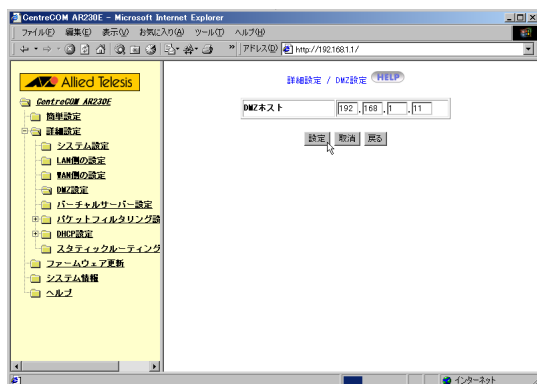 CentreCOM AR230E - Microsoft Internet Explorer
ファイル(F) 編集(E) 表示(V) お気に入り(A) ツール(T) ヘルプ(H)
» アドレス(D) http://192.168.1.1/
Allied Telesis
CentreCOM AR230E
簡単設定
詳細設定
システム設定
LAN側の設定
WAN側の設定
DMZ設定
バーチャルサーバー設定
パケットフィルタリング設
DHCP設定
スタティックルーティング
ファームウェア更新
システム情報
ヘルプ
詳細設定 / DMZ設定 HELP
DMZホスト 192 . 168 . 1 . 11
設定 取消 戻る
インターネット